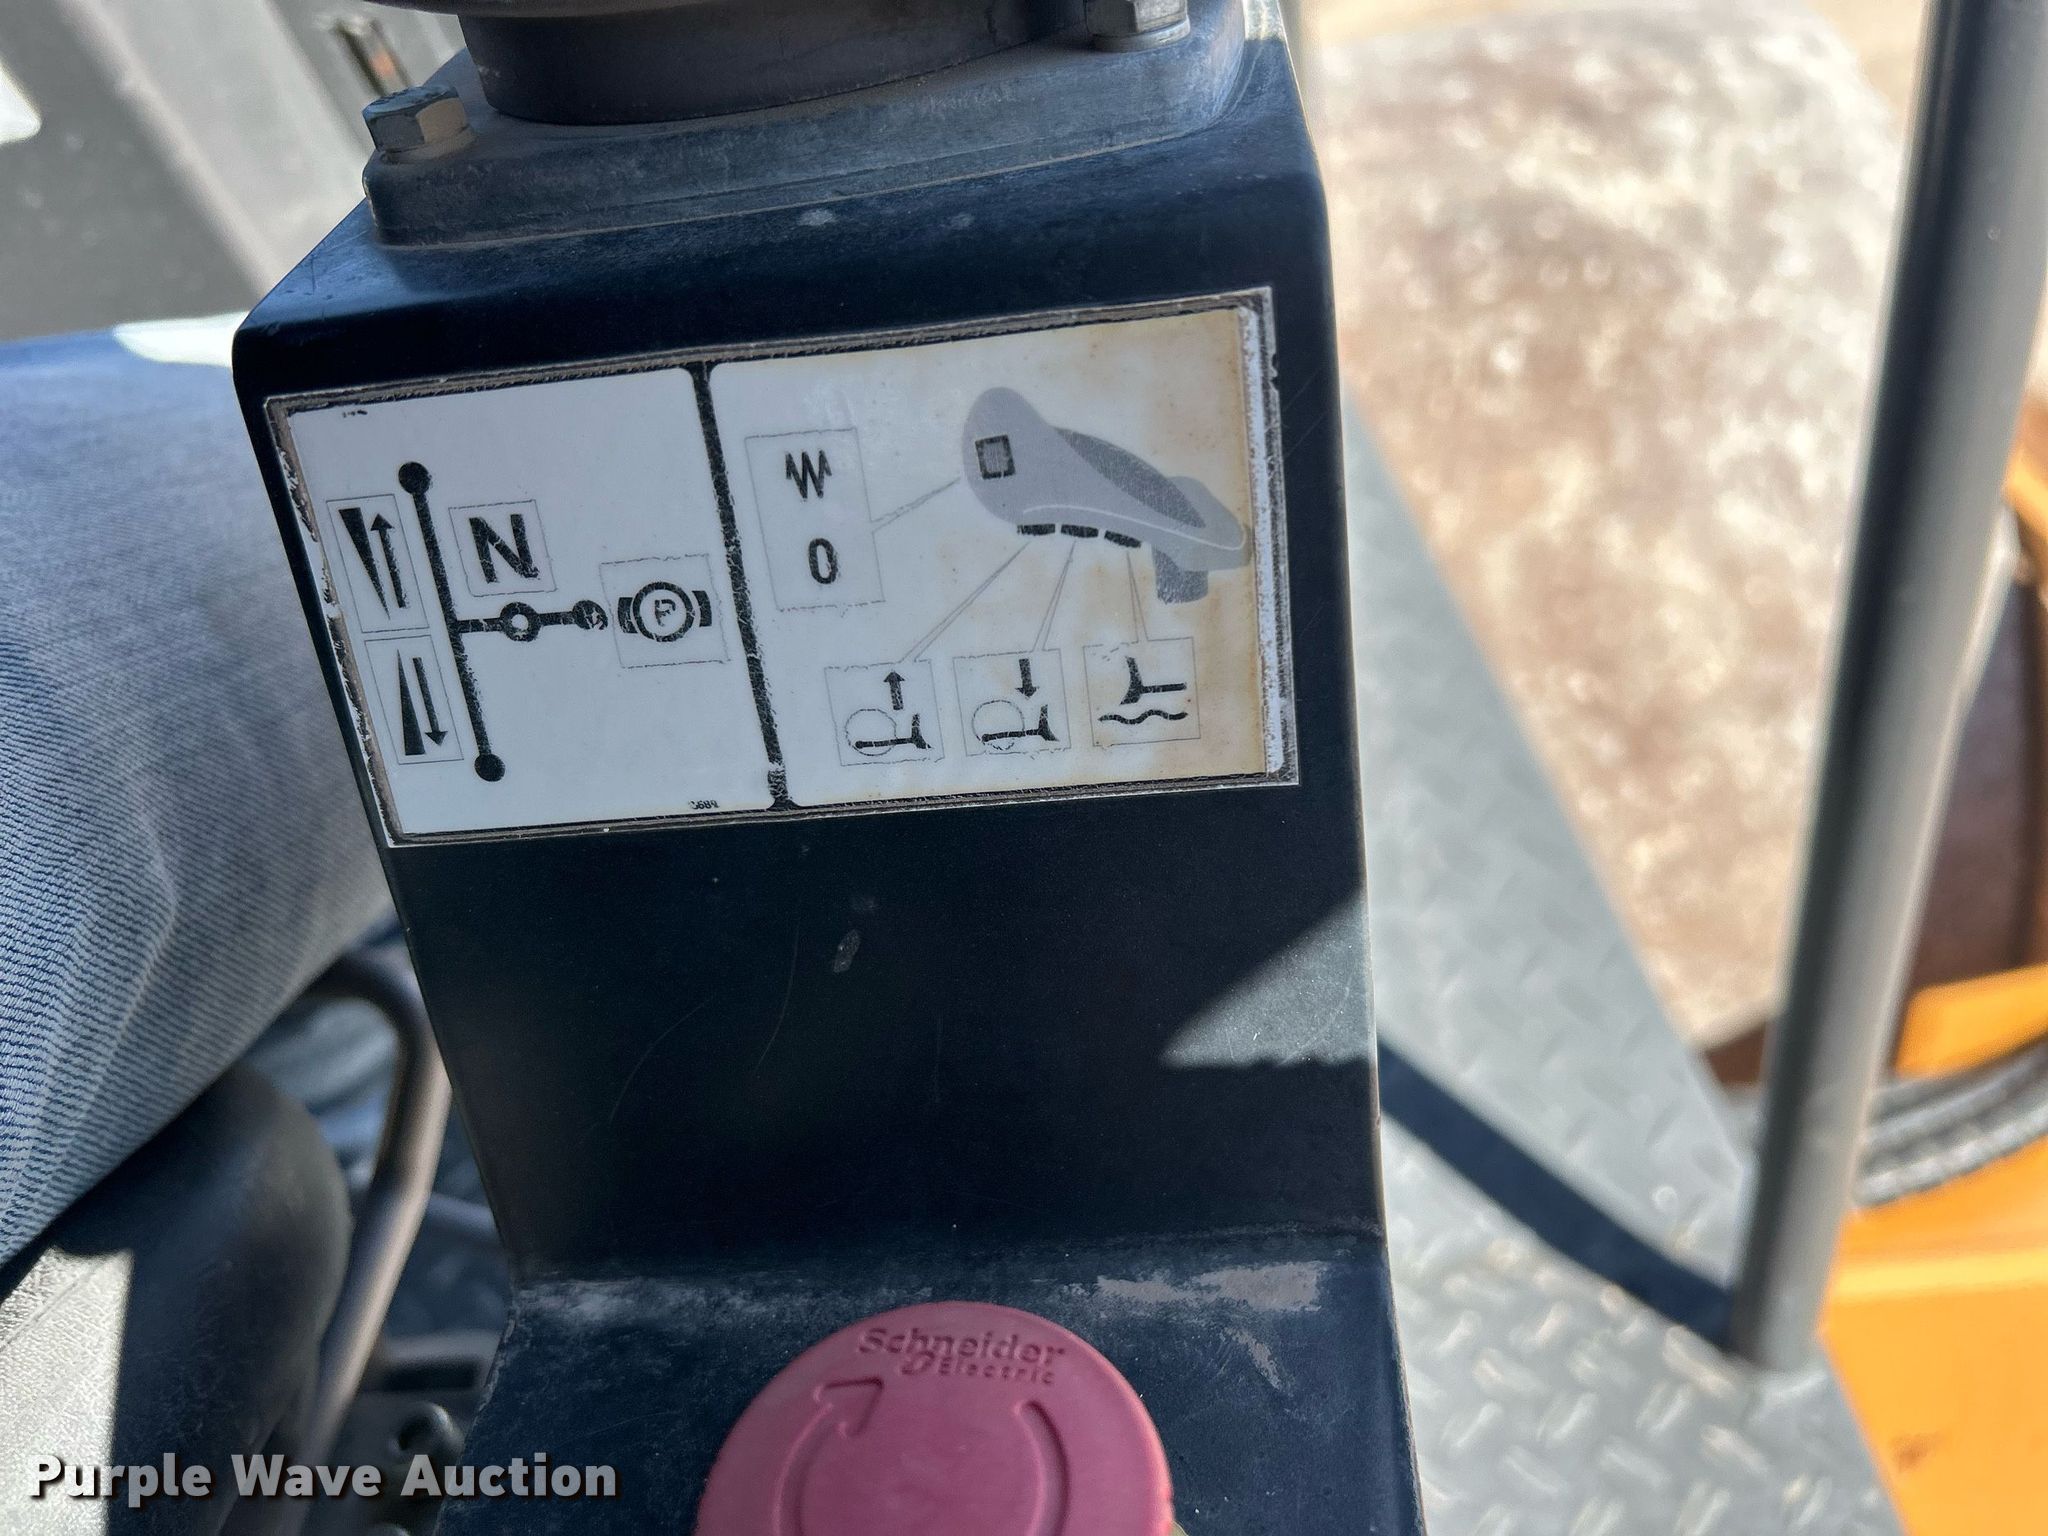 N
P
0
Schneider
Electric
Purple Wave Auction